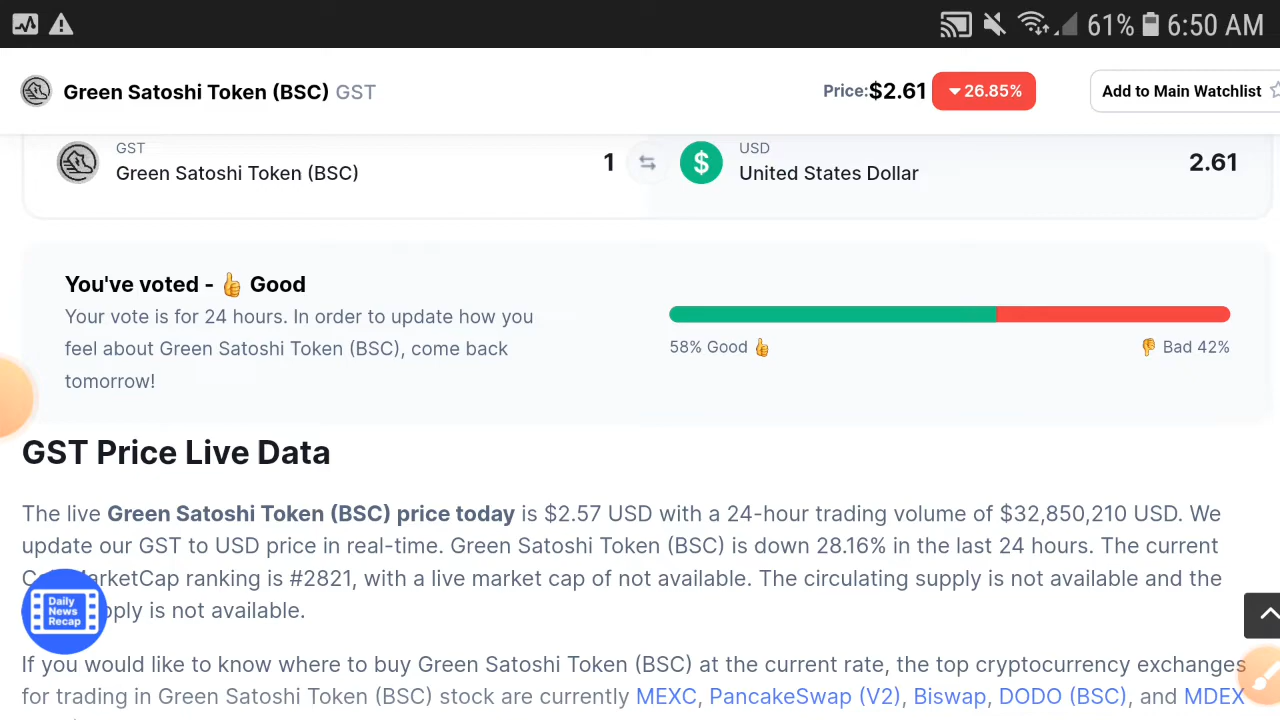 61% 6:50 AM
Green Satoshi Token (BSC) GST Price:$2.61 26.85% Add to Main Watchlist
GST USD
Green Satoshi Token (BSC) 1 $ United States Dollar 2.61
You've voted - 👍 Good
Your vote is for 24 hours. In order to update how you
feel about Green Satoshi Token (BSC), come back
tomorrow!
58% Good 👍 👎 Bad 42%
GST Price Live Data
The live Green Satoshi Token (BSC) price today is $2.57 USD with a 24-hour trading volume of $32,850,210 USD. We
update our GST to USD price in real-time. Green Satoshi Token (BSC) is down 28.16% in the last 24 hours. The current
ranking is #2821, with a live market cap of not available. The circulating supply is not available and the
is not available.
Daily
News
Recap
If you would like to know where to buy Green Satoshi Token (BSC) at the current rate, the top cryptocurrency exchanges
for trading in Green Satoshi Token (BSC) stock are currently MEXC, PancakeSwap (V2), Biswap, DODO (BSC), and MDEX